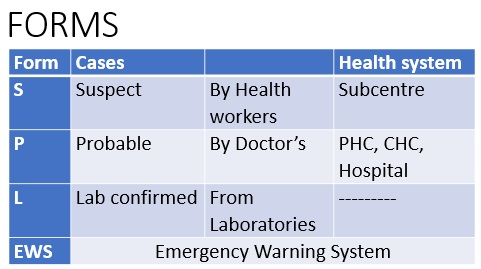 FORMS
Form Cases Health system
S Suspect By Health workers Subcentre
P Probable By Doctor's PHC, CHC, Hospital
L Lab confirmed From Laboratories ---------
EWS Emergency Warning System